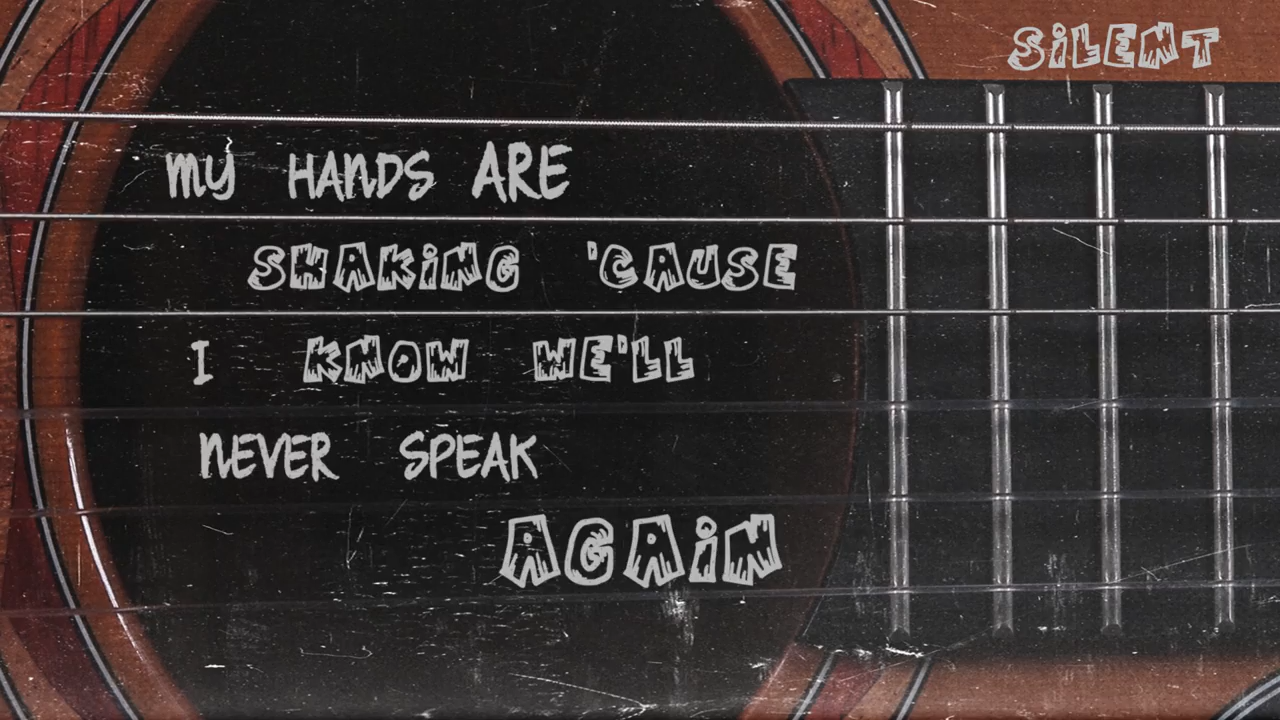 SiLENT
my HANDS ARE
SHAKiNG 'CAUSE
I KNOW WE'LL
NEVER SPEAK
AGAiN